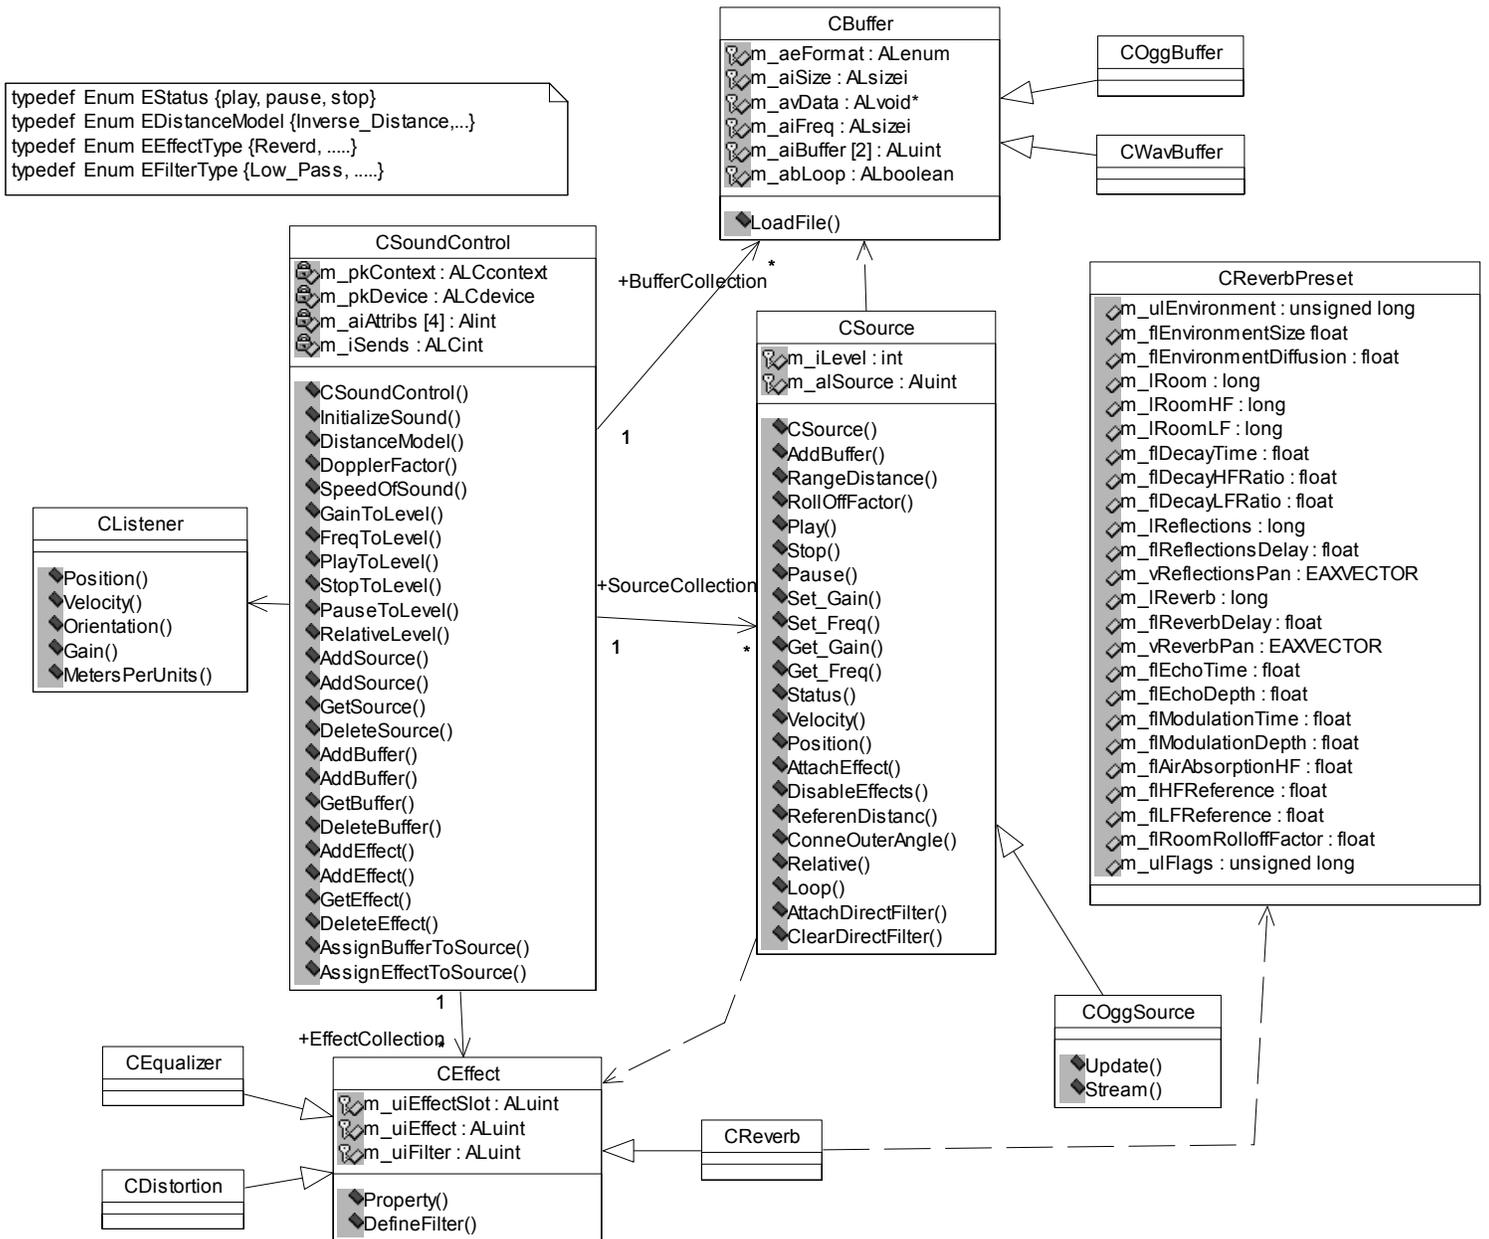 typedef Enum EStatus {play, pause, stop}
typedef Enum EDistanceModel {Inverse_Distance,...}
typedef Enum EEffectType {Reverd, .....}
typedef Enum EFilterType {Low_Pass, .....}
CBuffer
m_aeFormat : ALenum
m_aiSize : ALsizei
m_avData : ALvoid*
m_aiFreq : ALsizei
m_aiBuffer [2] : ALuint
m_abLoop : ALboolean
LoadFile()
COggBuffer
CWavBuffer
CSoundControl
m_pkContext : ALCcontext
m_pkDevice : ALCdevice
m_aiAttribs [4] : Alint
m_iSends : ALCint
CSoundControl()
InitializeSound()
DistanceModel()
DopplerFactor()
SpeedOfSound()
GainToLevel()
FreqToLevel()
PlayToLevel()
StopToLevel()
PauseToLevel()
RelativeLevel()
AddSource()
AddSource()
GetSource()
DeleteSource()
AddBuffer()
AddBuffer()
GetBuffer()
DeleteBuffer()
AddEffect()
AddEffect()
GetEffect()
DeleteEffect()
AssignBufferToSource()
AssignEffectToSource()
+BufferCollection
*
1
+SourceCollection
1
*
CSource
m_iLevel : int
m_alSource : Aluint
CSource()
AddBuffer()
RangeDistance()
RollOffFactor()
Play()
Stop()
Pause()
Set_Gain()
Set_Freq()
Get_Gain()
Get_Freq()
Status()
Velocity()
Position()
AttachEffect()
DisableEffects()
ReferenDistanc()
ConneOuterAngle()
Relative()
Loop()
AttachDirectFilter()
ClearDirectFilter()
CReverbPreset
m_ulEnvironment : unsigned long
m_flEnvironmentSize float
m_flEnvironmentDiffusion : float
m_lRoom : long
m_lRoomHF : long
m_lRoomLF : long
m_flDecayTime : float
m_flDecayHFRatio : float
m_flDecayLFRatio : float
m_lReflections : long
m_flReflectionsDelay : float
m_vReflectionsPan : EAXVECTOR
m_lReverb : long
m_flReverbDelay : float
m_vReverbPan : EAXVECTOR
m_flEchoTime : float
m_flEchoDepth : float
m_flModulationTime : float
m_flModulationDepth : float
m_flAirAbsorptionHF : float
m_flHFReference : float
m_flLFReference : float
m_flRoomRolloffFactor : float
m_ulFlags : unsigned long
CListener
Position()
Velocity()
Orientation()
Gain()
MetersPerUnits()
COggSource
Update()
Stream()
1
+EffectCollection
*
CEffect
m_uiEffectSlot : ALuint
m_uiEffect : ALuint
m_uiFilter : ALuint
Property()
DefineFilter()
CEqualizer
CDistortion
CReverb